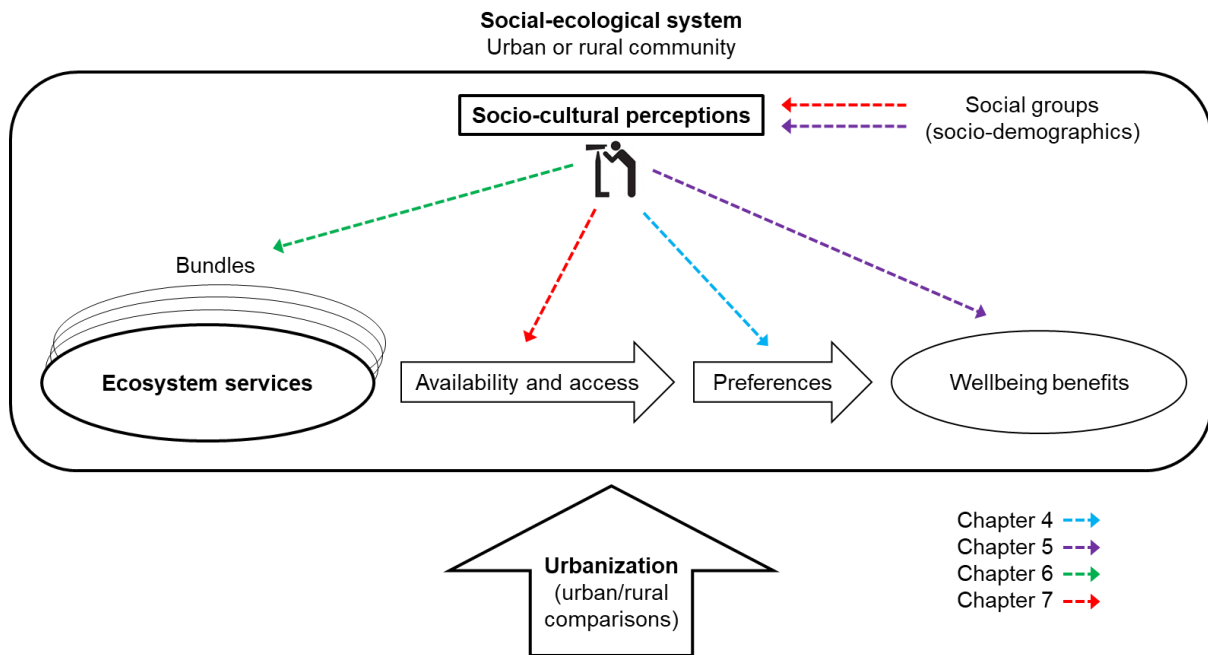 Social-ecological system
Urban or rural community
Socio-cultural perceptions
Social groups
(socio-demographics)
Bundles
Ecosystem services
Availability and access
Preferences
Wellbeing benefits
Urbanization
(urban/rural
comparisons)
Chapter 4
Chapter 5
Chapter 6
Chapter 7